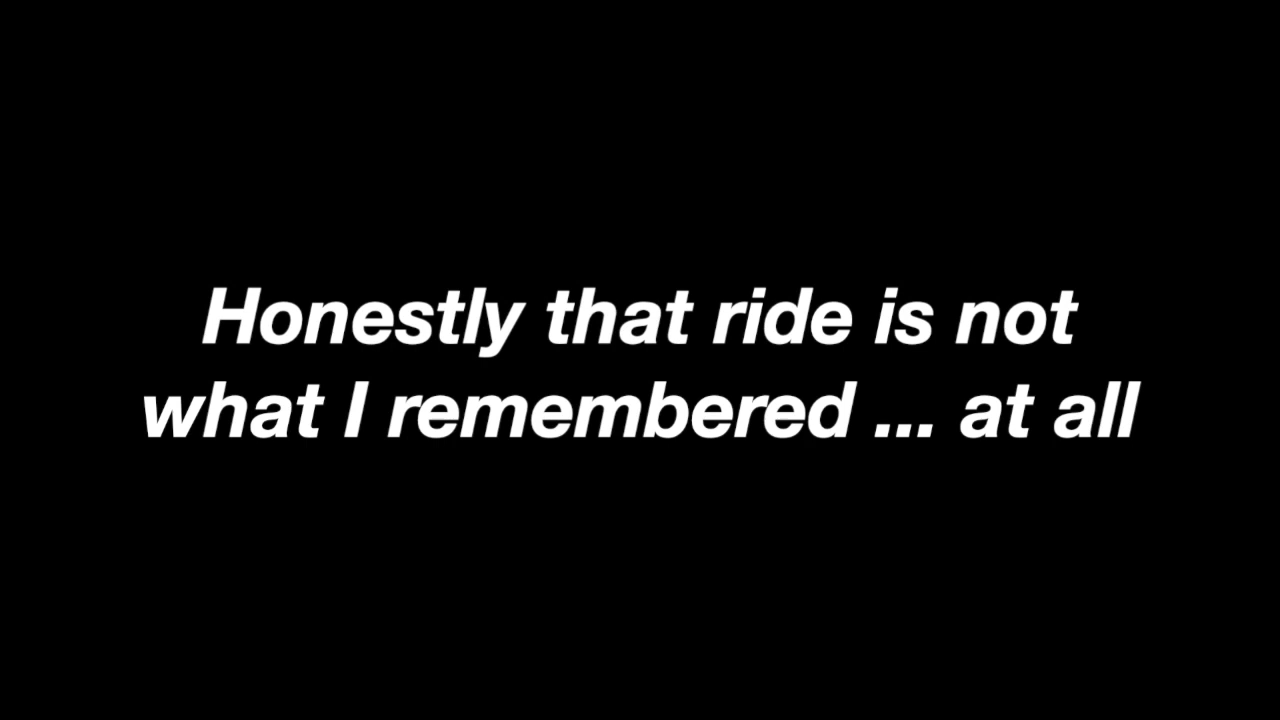 Honestly that ride is not
what I remembered ... at all